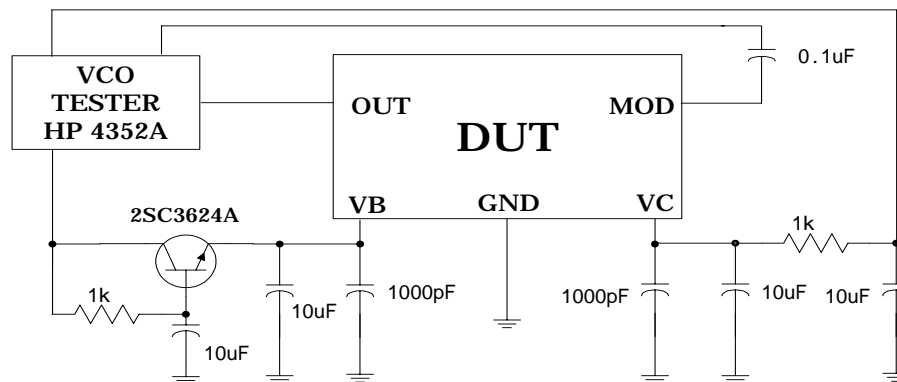 VCO
TESTER
HP 4352A
0.1uF
OUT
MOD
DUT
VB
GND
VC
2SC3624A
1k
1k
10uF
10uF
1000pF
1000pF
10uF
10uF